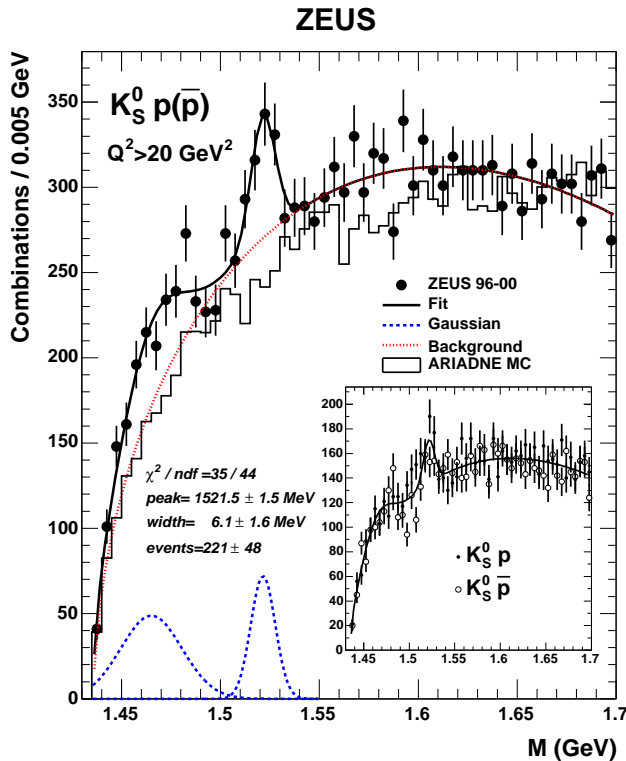 ZEUS
Combinations / 0.005 GeV
350
300
250
200
150
100
50
0
K⁰_S p(p̄)
Q²>20 GeV²
ZEUS 96-00
Fit
Gaussian
Background
ARIADNE MC
χ² / ndf =35 / 44
peak= 1521.5 ± 1.5 MeV
width= 6.1 ± 1.6 MeV
events=221 ± 48
200
180
160
140
120
100
80
60
40
20
0
K⁰_S p
K⁰_S p̄
1.45 1.5 1.55 1.6 1.65 1.7
1.45 1.5 1.55 1.6 1.65 1.7
M (GeV)